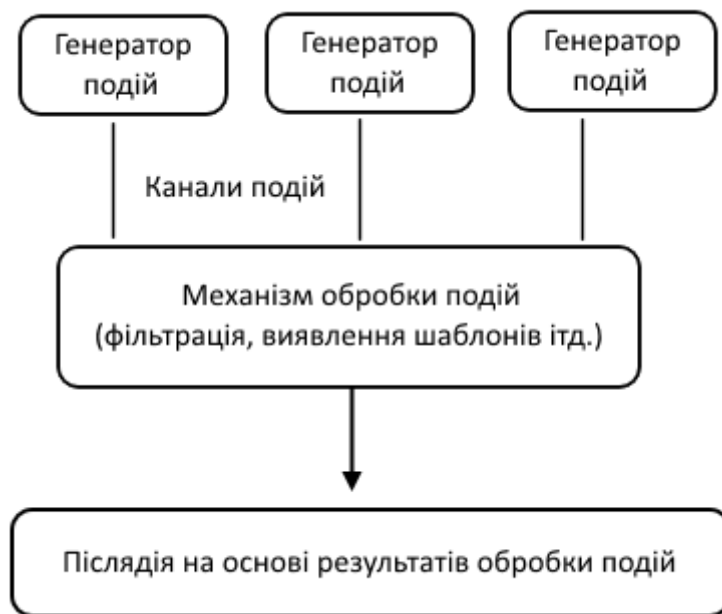 Генератор
подій
Генератор
подій
Генератор
подій
Канали подій
Механізм обробки подій
(фільтрація, виявлення шаблонів ітд.)
Післядія на основі результатів обробки подій